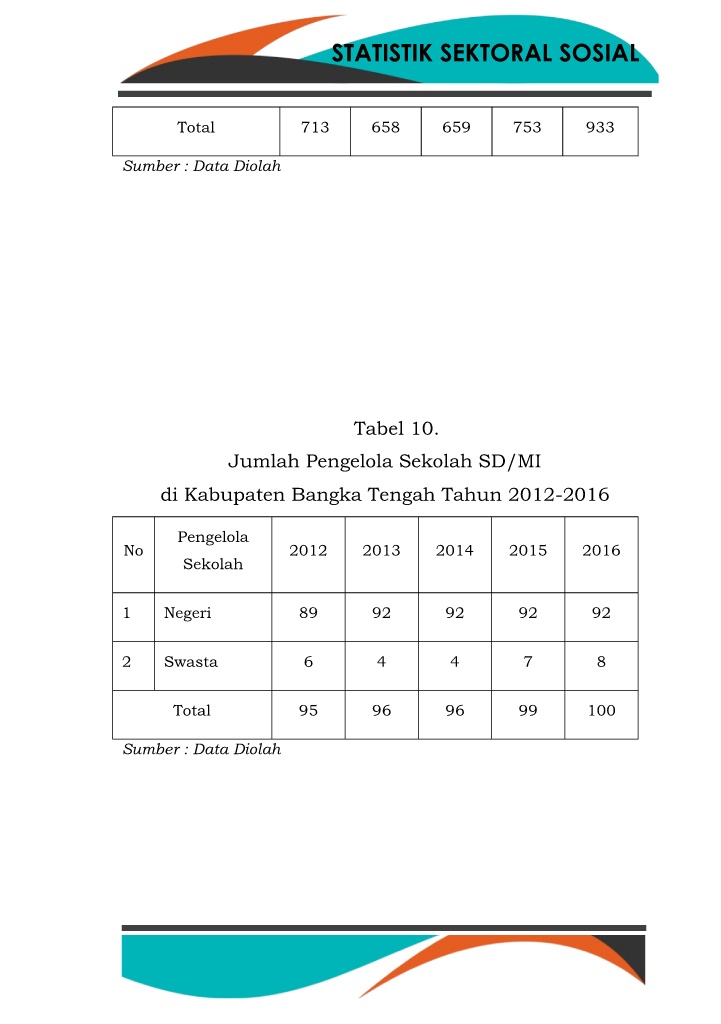 STATISTIK SEKTORAL SOSIAL
Total 713 658 659 753 933
Sumber : Data Diolah
Tabel 10.
Jumlah Pengelola Sekolah SD/MI
di Kabupaten Bangka Tengah Tahun 2012-2016
No Pengelola Sekolah 2012 2013 2014 2015 2016
1 Negeri 89 92 92 92 92
2 Swasta 6 4 4 7 8
Total 95 96 96 99 100
Sumber : Data Diolah